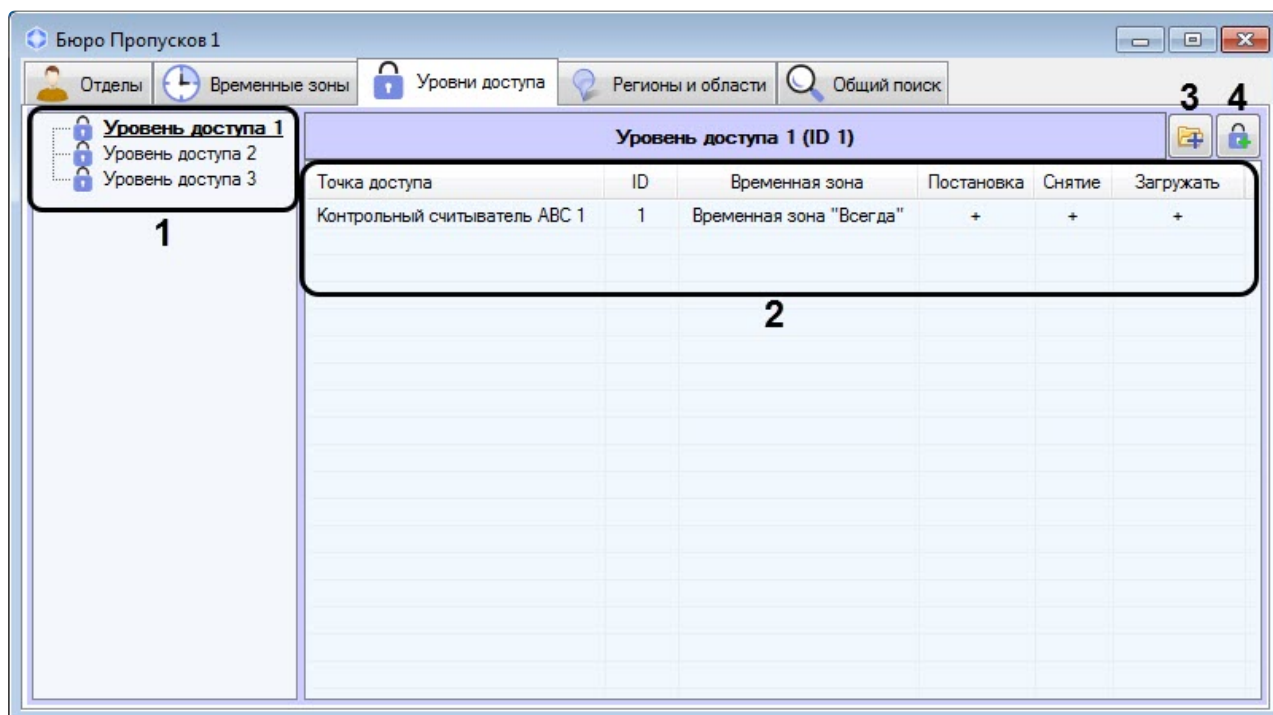 Бюро Пропусков 1
Отделы Временные зоны Уровни доступа Регионы и области Общий поиск
3 4
Уровень доступа 1
Уровень доступа 2
Уровень доступа 3
1
Уровень доступа 1 (ID 1)
Точка доступа ID Временная зона Постановка Снятие Загружать
Контрольный считыватель ABC 1 1 Временная зона "Всегда" + + +
2